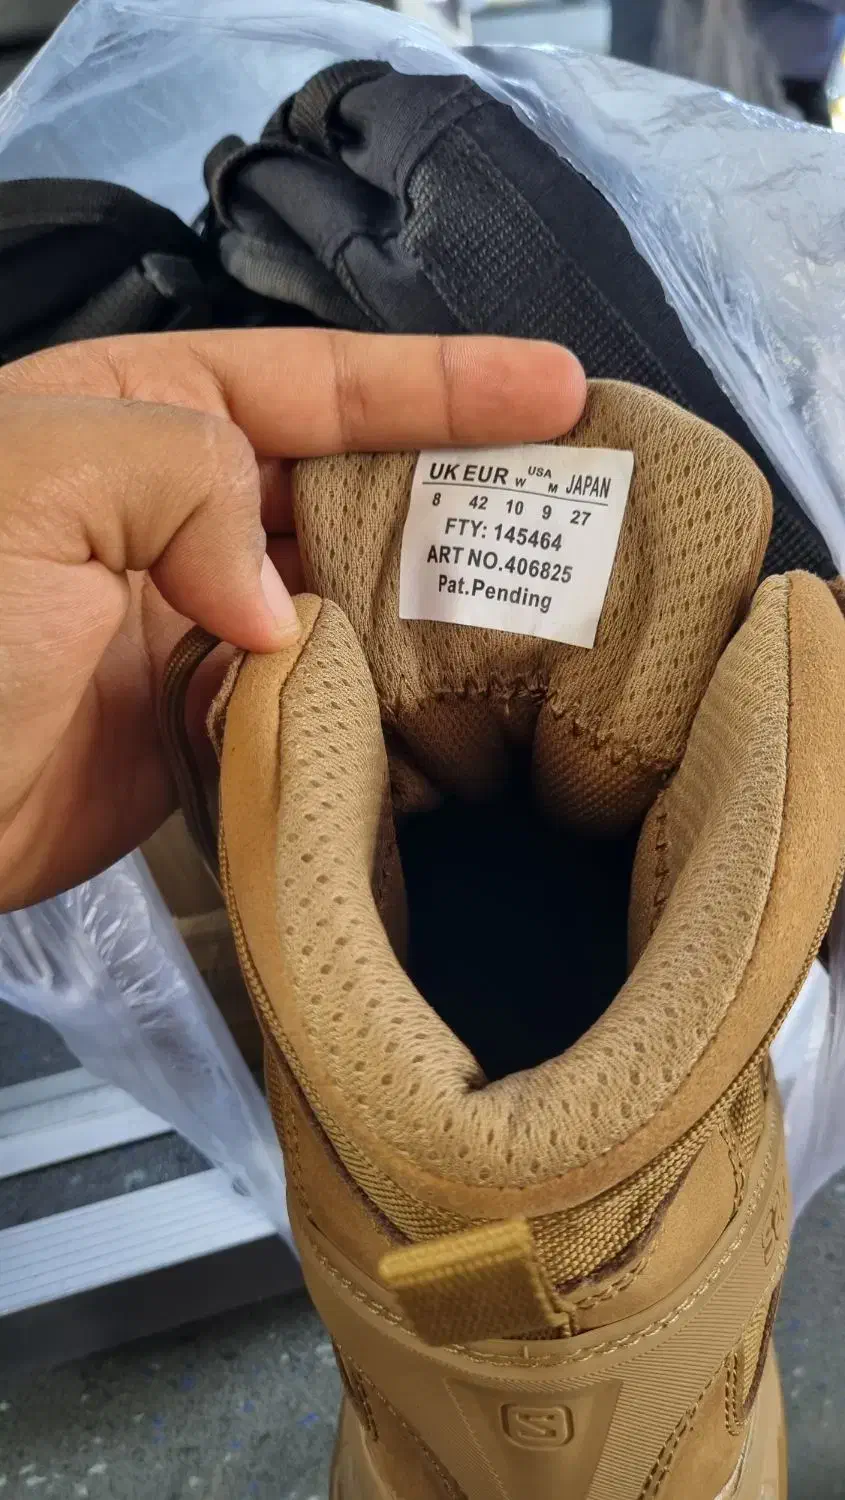 UK EUR W USA M JAPAN
8 42 10 9 27
FTY: 145464
ART NO.406825
Pat.Pending
S